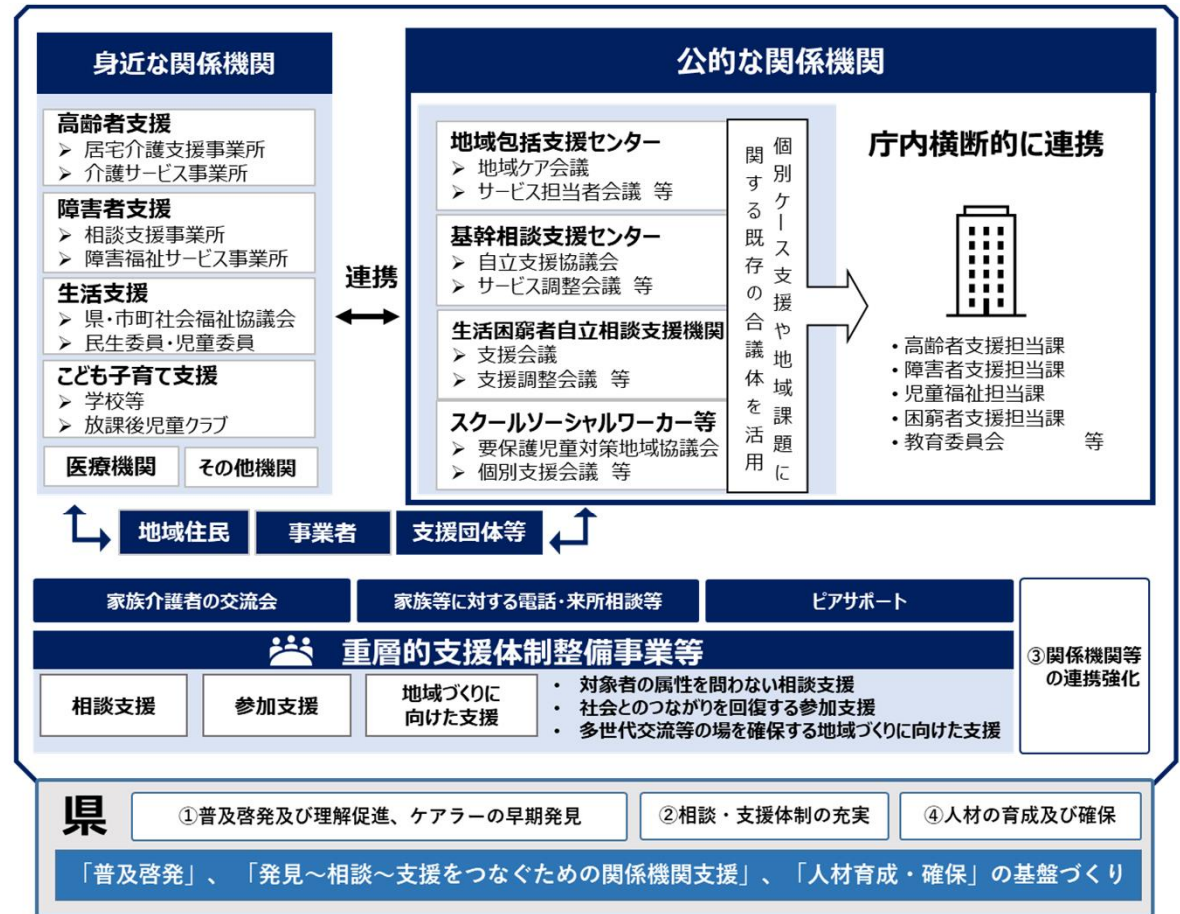 身近な関係機関
高齢者支援
➢ 居宅介護支援事業所
➢ 介護サービス事業所
障害者支援
➢ 相談支援事業所
➢ 障害福祉サービス事業所
生活支援
➢ 県・市町社会福祉協議会
➢ 民生委員・児童委員
こども子育て支援
➢ 学校等
➢ 放課後児童クラブ
医療機関
その他機関
連携
公的な関係機関
地域包括支援センター
➢ 地域ケア会議
➢ サービス担当者会議 等
基幹相談支援センター
➢ 自立支援協議会
➢ サービス調整会議 等
生活困窮者自立相談支援機関
➢ 支援会議
➢ 支援調整会議 等
スクールソーシャルワーカー等
➢ 要保護児童対策地域協議会
➢ 個別支援会議 等
個別ケース支援や地域課題に
関する既存の合議体を活用
庁内横断的に連携
・高齢者支援担当課
・障害者支援担当課
・児童福祉担当課
・困窮者支援担当課
・教育委員会 等
地域住民
事業者
支援団体等
家族介護者の交流会
家族等に対する電話・来所相談等
ピアサポート
重層的支援体制整備事業等
相談支援
参加支援
地域づくりに
向けた支援
・ 対象者の属性を問わない相談支援
・ 社会とのつながりを回復する参加支援
・ 多世代交流等の場を確保する地域づくりに向けた支援
③関係機関等
の連携強化
県
①普及啓発及び理解促進、ケアラーの早期発見
②相談・支援体制の充実
④人材の育成及び確保
「普及啓発」、「発見～相談～支援をつなぐための関係機関支援」、「人材育成・確保」の基盤づくり